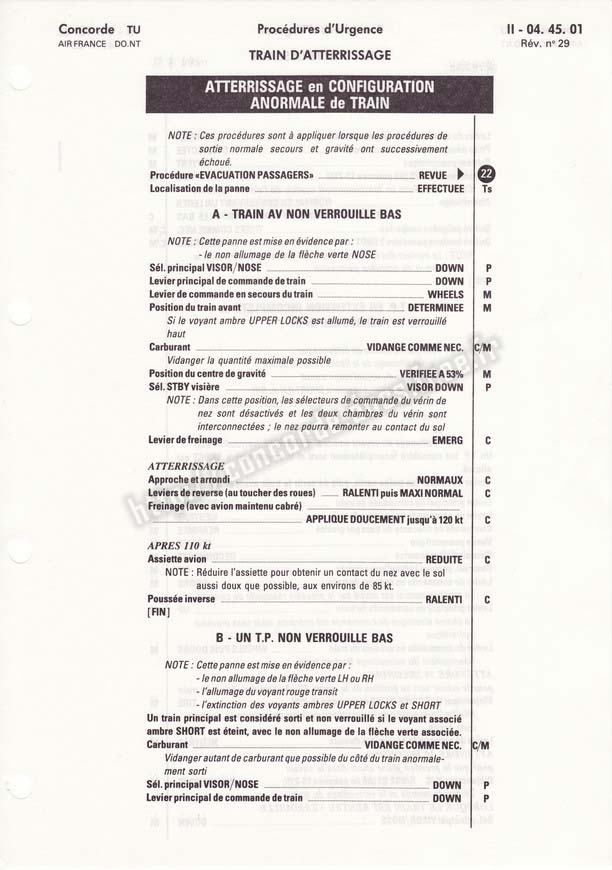 Concorde TU
AIR FRANCE DO.NT
Procédures d'Urgence
TRAIN D'ATTERRISSAGE
II - 04. 45. 01
Rév. n° 29
ATTERRISSAGE en CONFIGURATION
ANORMALE de TRAIN
NOTE : Ces procédures sont à appliquer lorsque les procédures de
sortie normale secours et gravité ont successivement
échoué.
Procédure «EVACUATION PASSAGERS» REVUE 22
Localisation de la panne EFFECTUEE Ts
A - TRAIN AV NON VERROUILLE BAS
NOTE : Cette panne est mise en évidence par :
- le non allumage de la flèche verte NOSE
Sél. principal VISOR/NOSE DOWN P
Levier principal de commande de train DOWN P
Levier de commande en secours du train WHEELS M
Position du train avant DETERMINEE M
Si le voyant ambre UPPER LOCKS est allumé, le train est verrouillé
haut
Carburant VIDANGE COMME NEC. C/M
Vidanger la quantité maximale possible
Position du centre de gravité VERIFIEE A 53% M
Sél. STBY visière VISOR DOWN P
NOTE : Dans cette position, les sélecteurs de commande du vérin de
nez sont désactivés et les deux chambres du vérin sont
interconnectées ; le nez pourra remonter au contact du sol
Levier de freinage EMERG C
ATTERRISSAGE
Approche et arrondi NORMAUX C
Leviers de reverse (au toucher des roues) RALENTI puis MAXI NORMAL C
Freinage (avec avion maintenu cabré)
APPLIQUE DOUCEMENT jusqu'à 120 kt C
APRES 110 kt
Assiette avion REDUITE C
NOTE : Réduire l'assiette pour obtenir un contact du nez avec le sol
aussi doux que possible, aux environs de 85 kt.
Poussée inverse RALENTI C
[FIN]
B - UN T.P. NON VERROUILLE BAS
NOTE : Cette panne est mise en évidence par :
- le non allumage de la flèche verte LH ou RH
- l'allumage du voyant rouge transit
- l'extinction des voyants ambres UPPER LOCKS et SHORT
Un train principal est considéré sorti et non verrouillé si le voyant associé
ambre SHORT est éteint, avec le non allumage de la flèche verte associée.
Carburant VIDANGE COMME NEC. C/M
Vidanger autant de carburant que possible du côté du train anormale-
ment sorti
Sél. principal VISOR/NOSE DOWN P
Levier principal de commande de train DOWN P